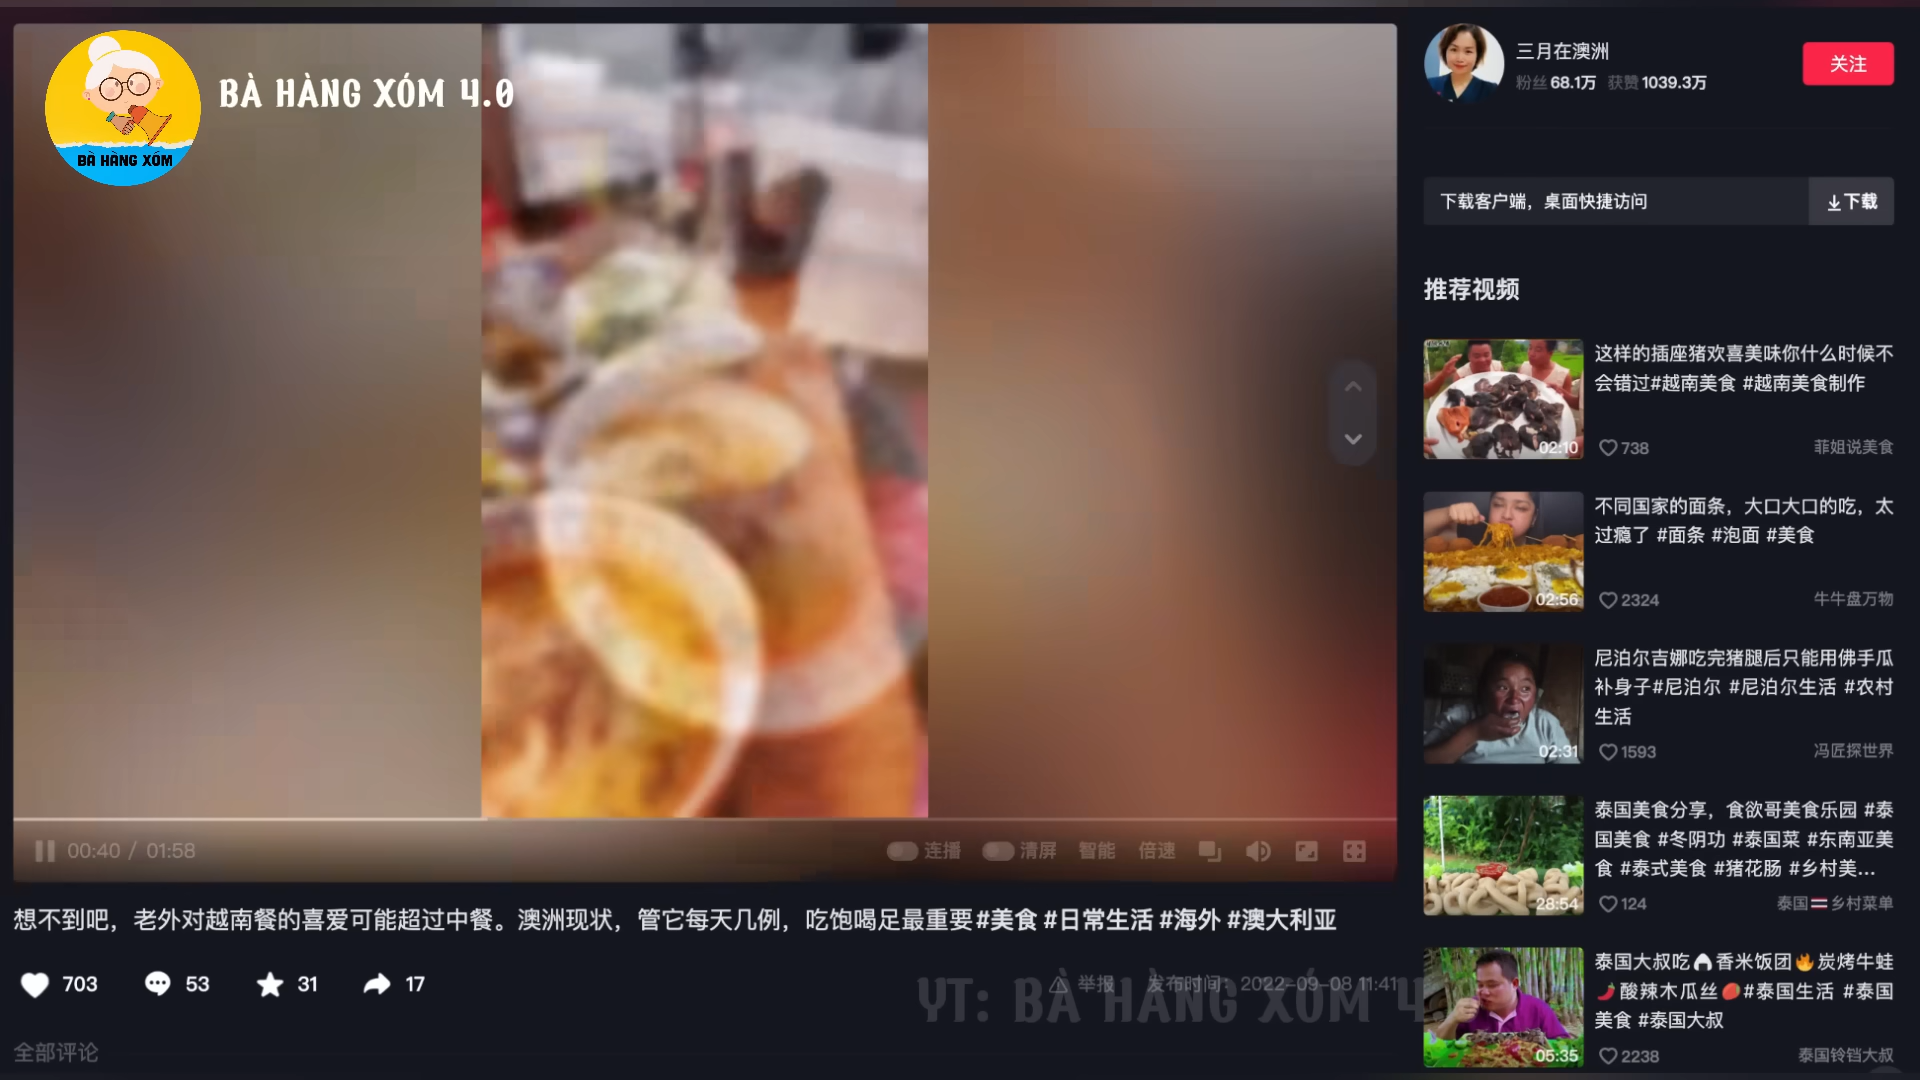 BÀ HÀNG XÓM 4.0
BÀ HÀNG XÓM
三月在澳洲
粉丝 68.1万 获赞 1039.3万
关注
下载客户端，桌面快捷访问
下载
推荐视频
这样的插座猪欢喜美味你什么时候不
会错过#越南美食 #越南美食制作
02:10
738
菲姐说美食
不同国家的面条，大口大口的吃，太
过瘾了 #面条 #泡面 #美食
02:56
2324
牛牛盘万物
尼泊尔吉娜吃完猪腿后只能用佛手瓜
补身子#尼泊尔 #尼泊尔生活 #农村
生活
02:31
1593
冯匠探世界
泰国美食分享，食欲哥美食乐园 #泰
国美食 #冬阴功 #泰国菜 #东南亚美
食 #泰式美食 #猪花肠 #乡村美...
28:54
124
泰国🇹🇭乡村菜单
泰国大叔吃🍙香米饭团🔥炭烤牛蛙
🌶️酸辣木瓜丝🥭#泰国生活 #泰国
美食 #泰国大叔
05:35
2238
泰国铃铛大叔
00:40 / 01:58
连播
清屏
智能
倍速
想不到吧，老外对越南餐的喜爱可能超过中餐。澳洲现状，管它每天几例，吃饱喝足最重要#美食 #日常生活 #海外 #澳大利亚
703
53
31
17
举报
发布时间：2022-09-08 11:41
YT: BÀ HÀNG XÓM 4
全部评论